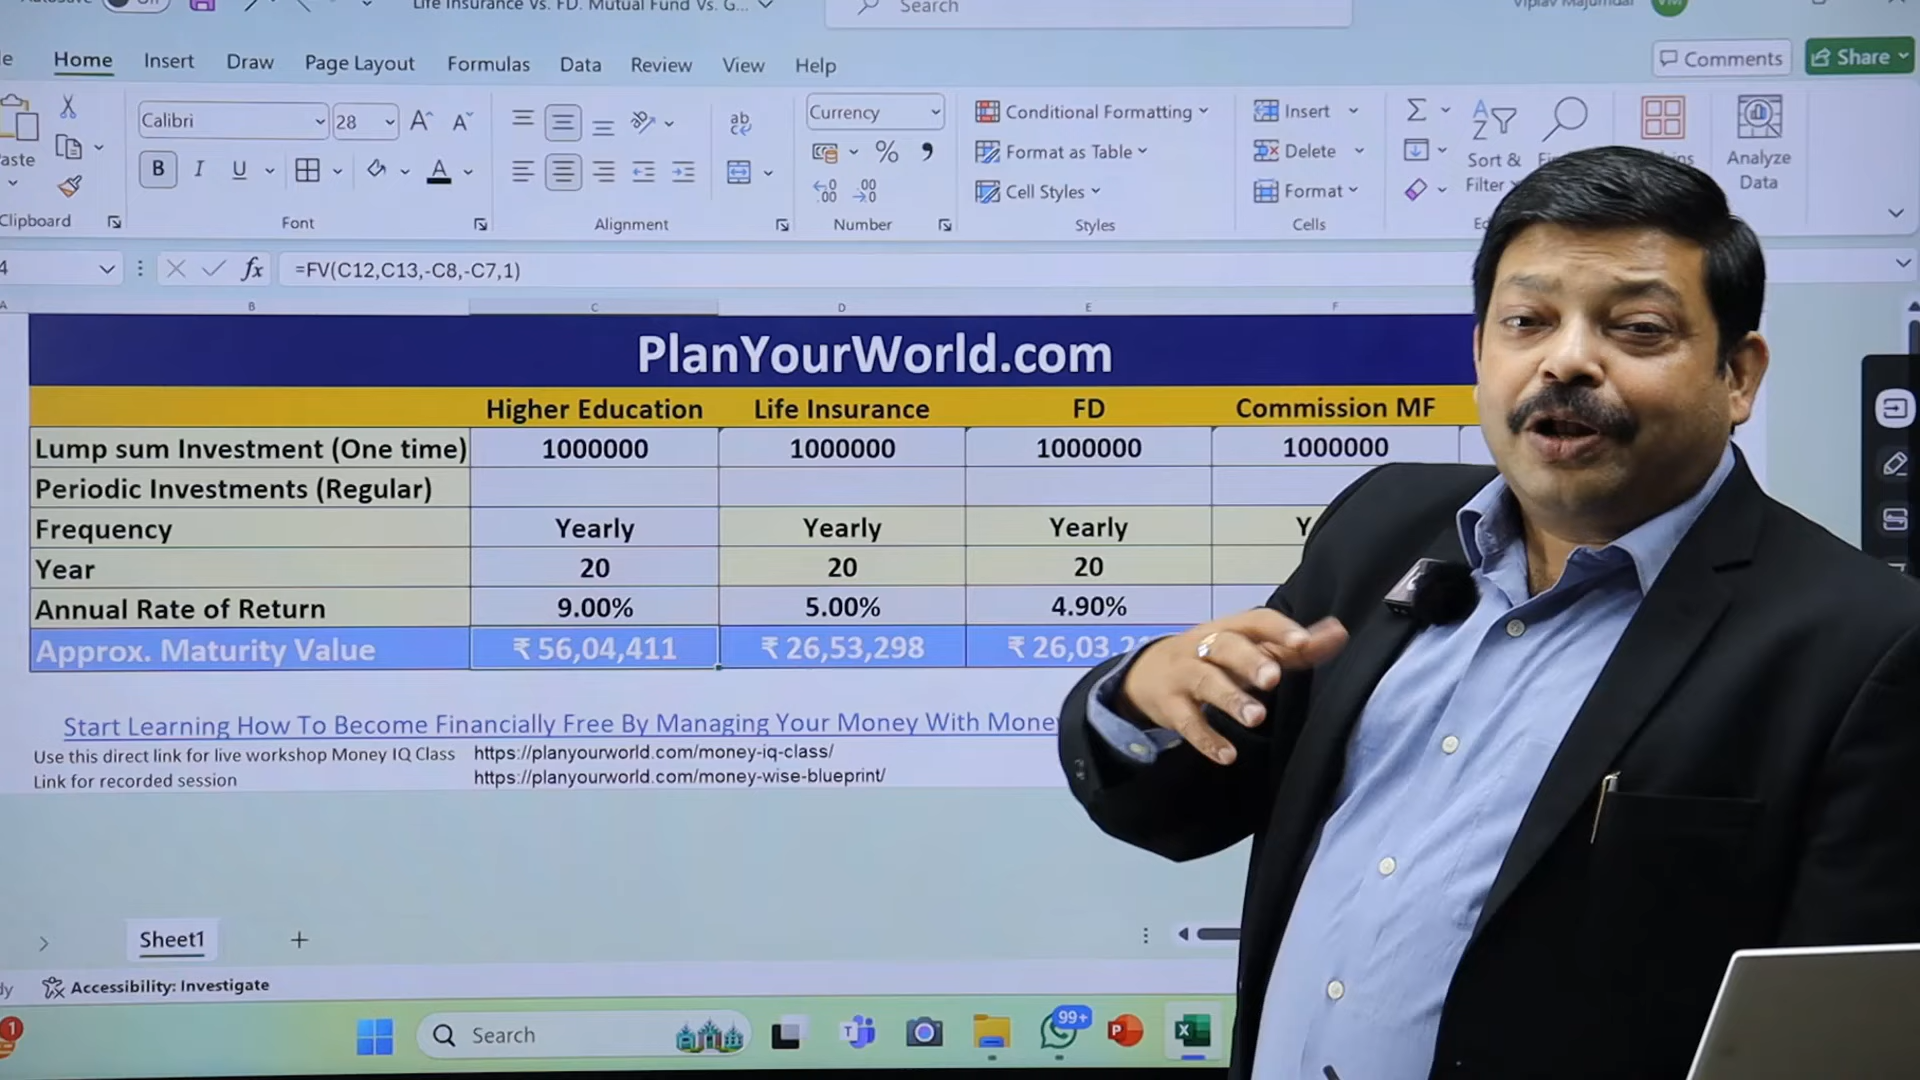 Life Insurance Vs. FD. Mutual Fund Vs. G...
Search
Viplav Majumdar
Home Insert Draw Page Layout Formulas Data Review View Help
Comments
Share
Calibri
28
Currency
Conditional Formatting
Format as Table
Cell Styles
Insert
Delete
Format
Sort &
Filter
Analyze
Data
B I U
Clipboard
Font
Alignment
Number
Styles
Cells
=FV(C12,C13,-C8,-C7,1)
A B C D E F
PlanYourWorld.com
Higher Education Life Insurance FD Commission MF
Lump sum Investment (One time) 1000000 1000000 1000000 1000000
Periodic Investments (Regular)
Frequency Yearly Yearly Yearly Y
Year 20 20 20
Annual Rate of Return 9.00% 5.00% 4.90%
Approx. Maturity Value ₹ 56,04,411 ₹ 26,53,298 ₹ 26,03,2
Start Learning How To Become Financially Free By Managing Your Money With Money
Use this direct link for live workshop Money IQ Class https://planyourworld.com/money-iq-class/
Link for recorded session https://planyourworld.com/money-wise-blueprint/
Sheet1
Accessibility: Investigate
1
Search
99+